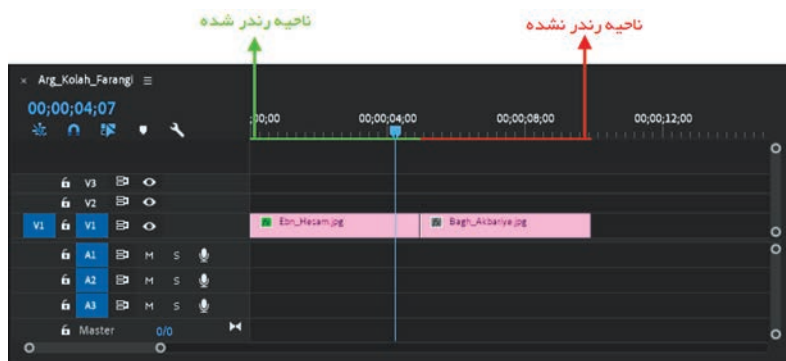 ناحیه رندر شده
ناحیه رندر نشده
× Arg_Kolah_Farangi ≡
00;00;04;07
;00;00 00;00;04;00 00;00;08;00 00;00;12;00
V3
V2
V1 V1 fx Ebn_Hesam.jpg fx Bagh_Akbariye.jpg
A1 M S
A2 M S
A3 M S
Master 0/0